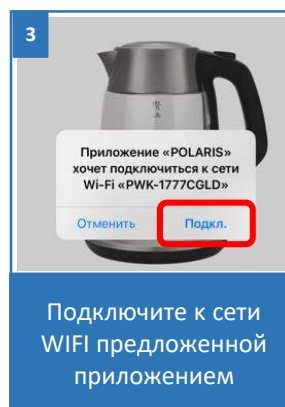 3
Приложение «POLARIS»
хочет подключиться к сети
Wi-Fi «PWK-1777CGLD»
Отменить
Подкл.
Подключите к сети
WIFI предложенной
приложением